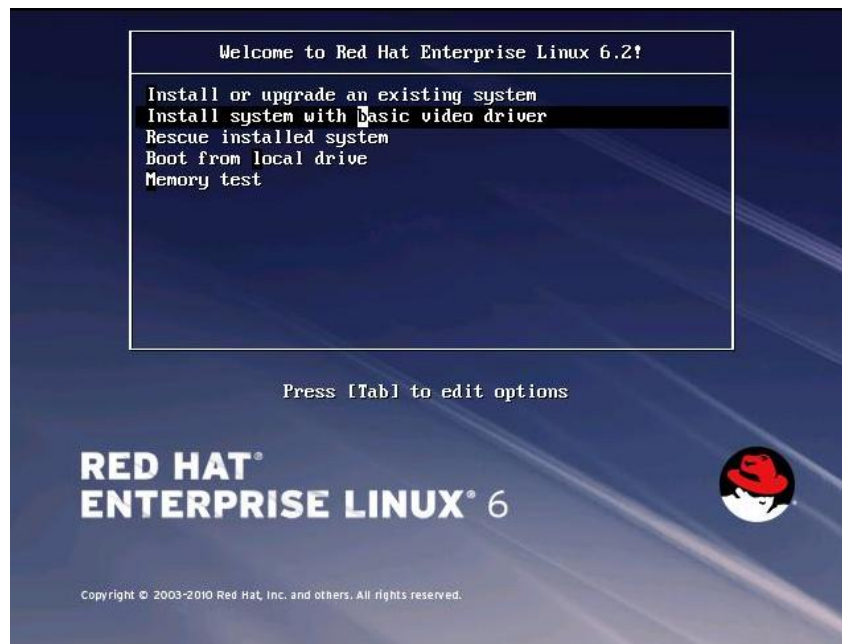 Welcome to Red Hat Enterprise Linux 6.2!
Install or upgrade an existing system
Install system with basic video driver
Rescue installed system
Boot from local drive
Memory test
Press [Tab] to edit options
RED HAT®
ENTERPRISE LINUX® 6
Copyright © 2003-2010 Red Hat, Inc. and others. All rights reserved.